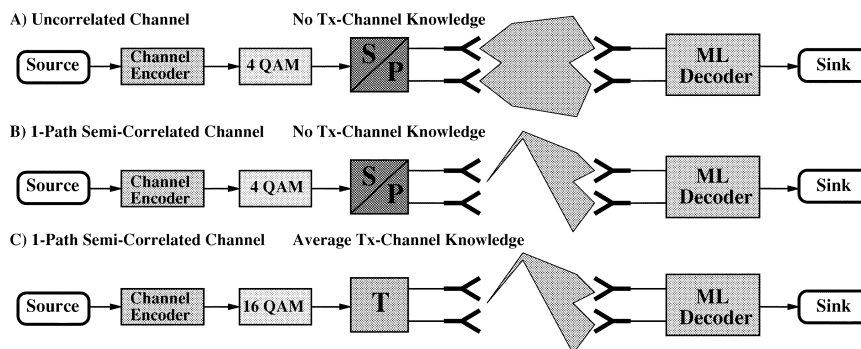 A) Uncorrelated Channel No Tx-Channel Knowledge
Source
Channel
Encoder
4 QAM
S
P
ML
Decoder
Sink
B) 1-Path Semi-Correlated Channel No Tx-Channel Knowledge
Source
Channel
Encoder
4 QAM
S
P
ML
Decoder
Sink
C) 1-Path Semi-Correlated Channel Average Tx-Channel Knowledge
Source
Channel
Encoder
16 QAM
T
ML
Decoder
Sink